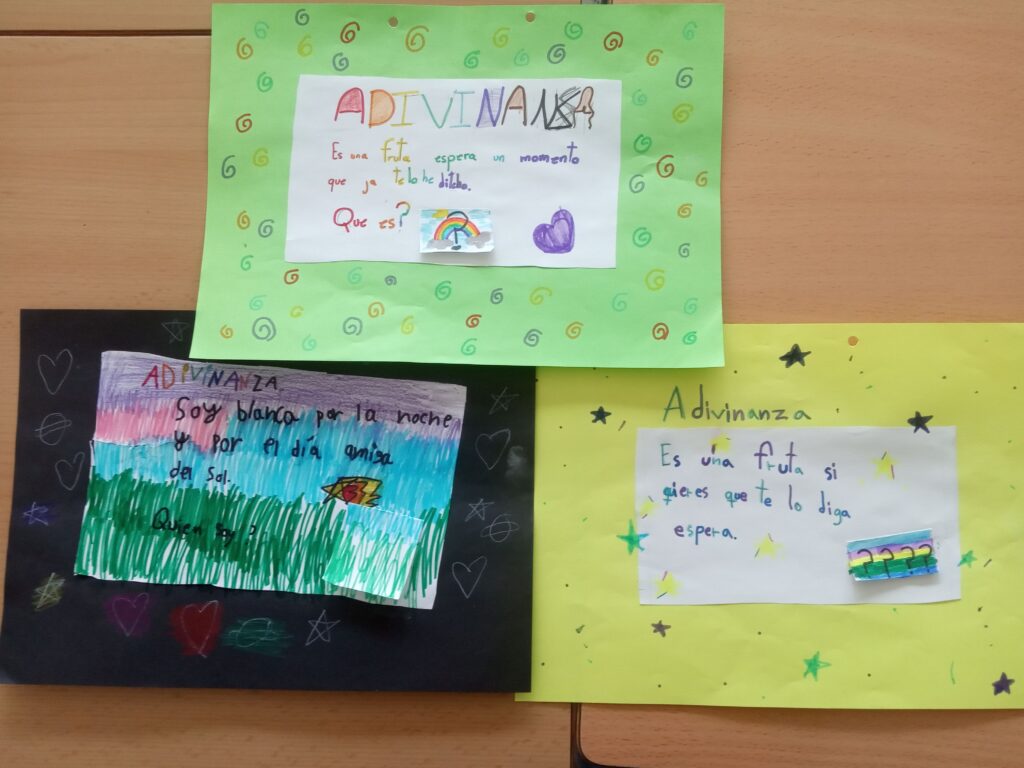 ADIVINANSA
Es una fruta espera un momento
que ya te lo he ditcho.
Que es?
?
ADIVINANZA.
Soy blanca por la noche
y por el día amiga
del sol.
Quien soy?
Adivinanza
Es una fruta si
qieres que te lo diga
espera.
????